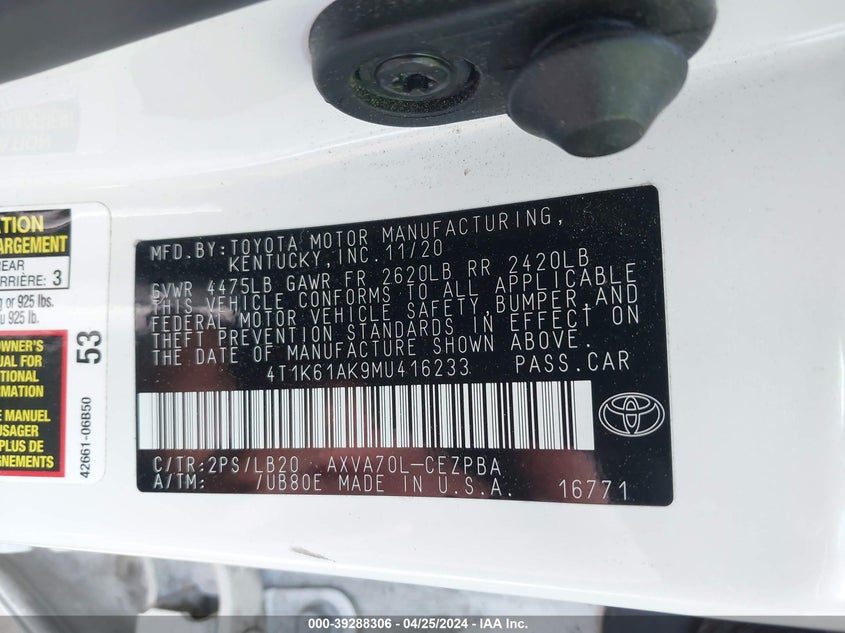 ATION
ARGEMENT
REAR
ARRIÈRE: 3
g or 925 lbs.
u 925 lb.
OWNER'S
UAL FOR
TIONAL
RMATION
E MANUEL
USAGER
PLUS DE
GNEMENTS
53
42661-06B50
MFD.BY:TOYOTA MOTOR MANUFACTURING,
KENTUCKY,INC.11/20
GVWR 4475LB GAWR FR 2620LB RR 2420LB
THIS VEHICLE CONFORMS TO ALL APPLICABLE
FEDERAL MOTOR VEHICLE SAFETY,BUMPER,AND
THEFT PREVENTION STANDARDS IN EFFECT ON
THE DATE OF MANUFACTURE SHOWN ABOVE.
4T1K61AK9MU416233 PASS.CAR
C/TR:2PS/LB20 AXVA70L-CEZPBA
A/TM: /UB80E MADE IN U.S.A. 16771
000-39288306 - 04/25/2024 - IAA Inc.